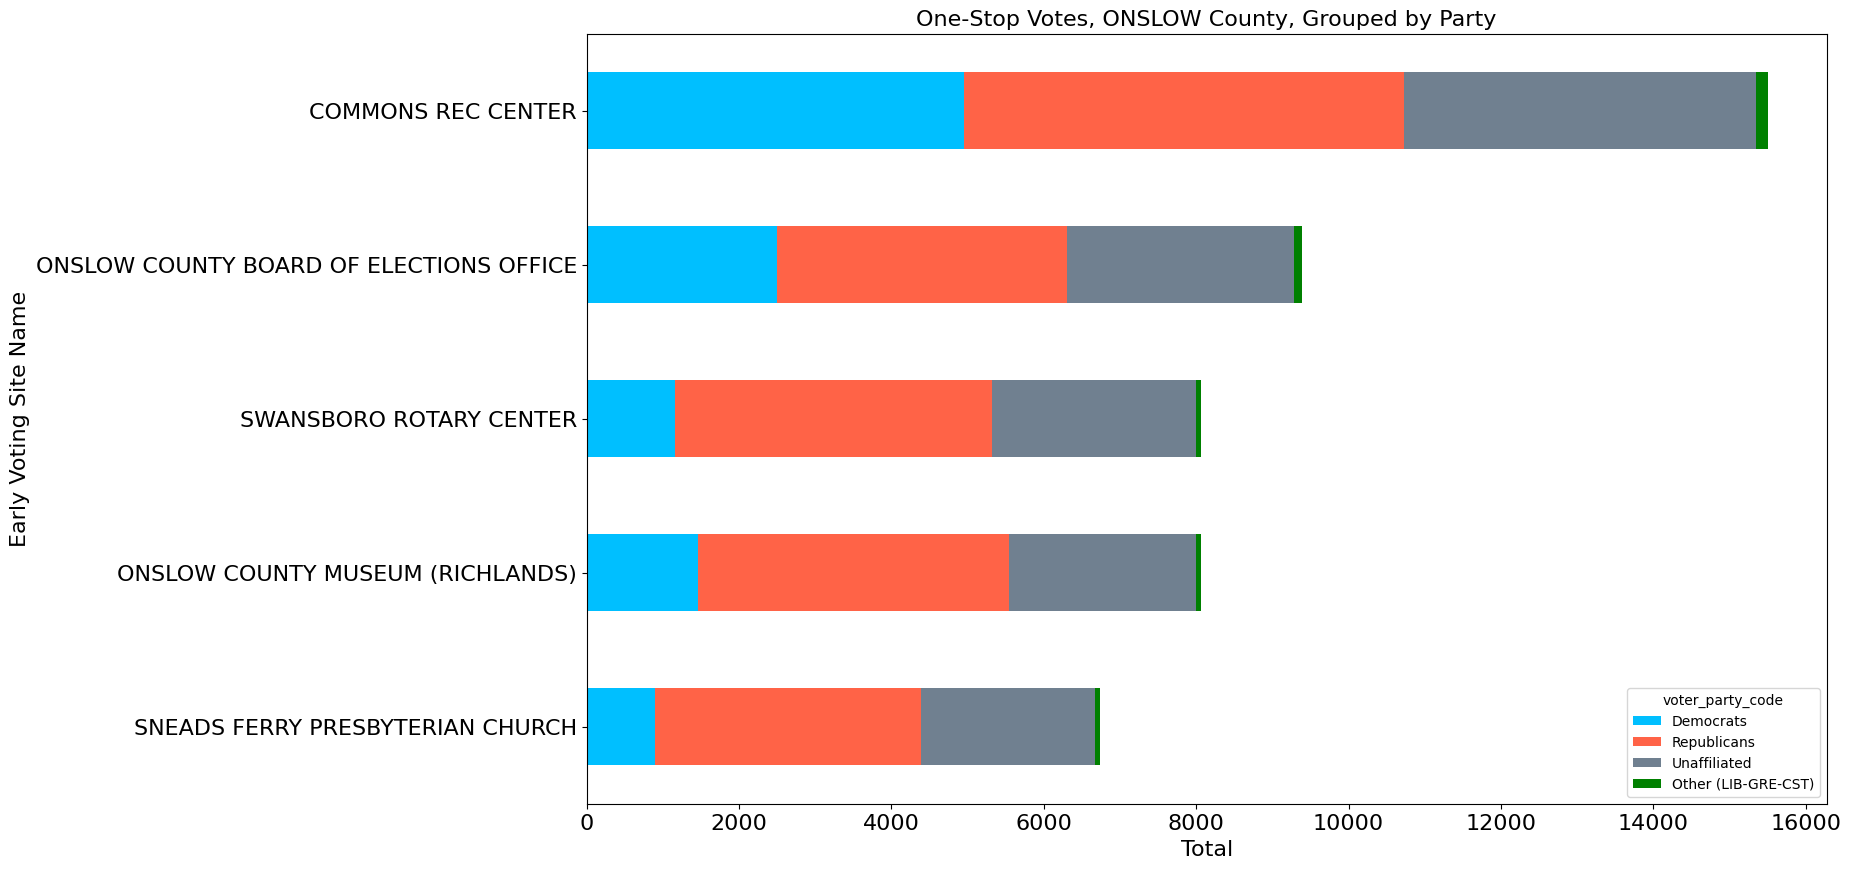 One-Stop Votes, ONSLOW County, Grouped by Party
Early Voting Site Name
COMMONS REC CENTER
ONSLOW COUNTY BOARD OF ELECTIONS OFFICE
SWANSBORO ROTARY CENTER
ONSLOW COUNTY MUSEUM (RICHLANDS)
SNEADS FERRY PRESBYTERIAN CHURCH
voter_party_code
Democrats
Republicans
Unaffiliated
Other (LIB-GRE-CST)
0 2000 4000 6000 8000 10000 12000 14000 16000
Total